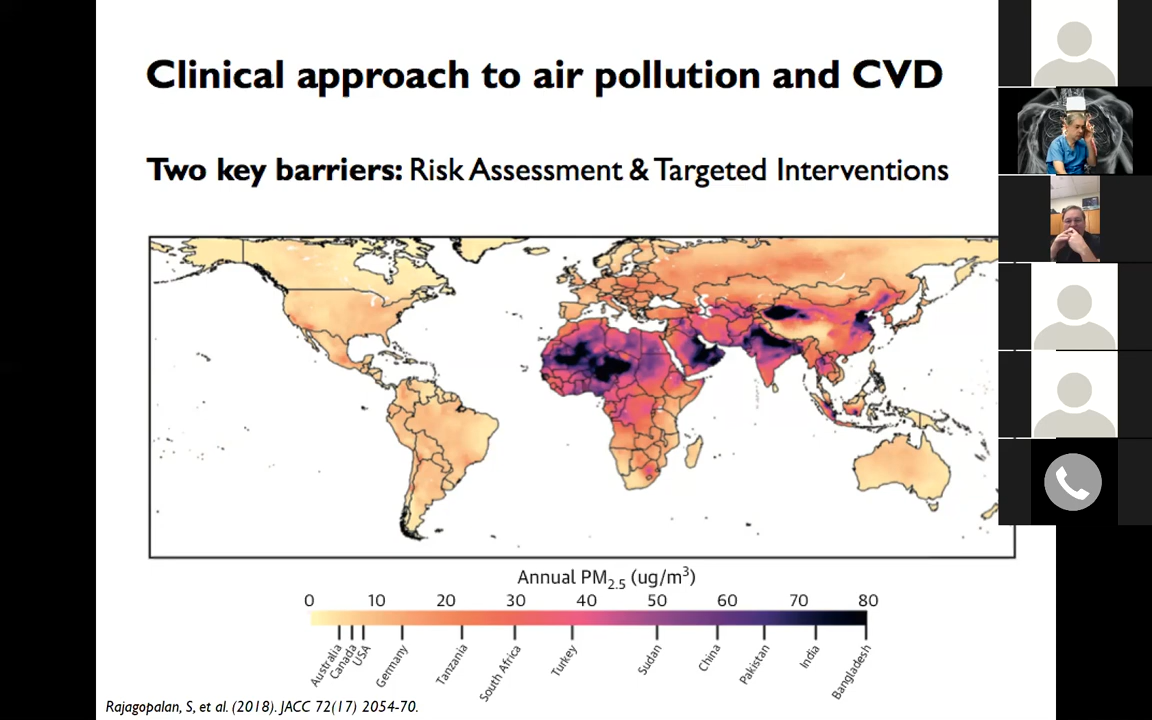 Clinical approach to air pollution and CVD
Two key barriers: Risk Assessment & Targeted Interventions
Annual PM2.5 (ug/m3)
0 10 20 30 40 50 60 70 80
Australia
Canada
USA
Germany
Tanzania
South Africa
Turkey
Sudan
China
Pakistan
India
Bangladesh
Rajagopalan, S, et al. (2018). JACC 72(17) 2054-70.